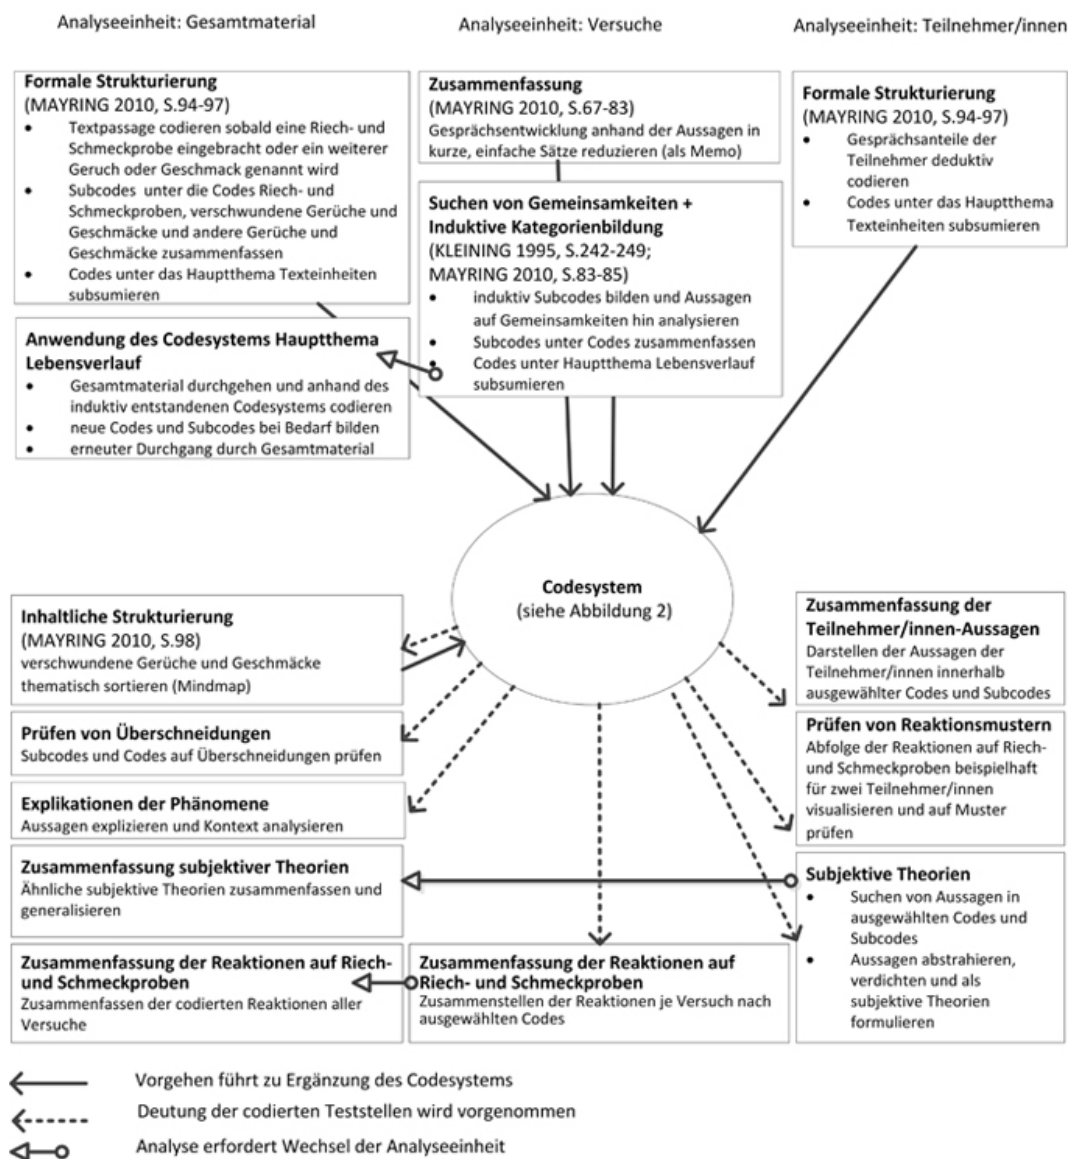 Analyseeinheit: Gesamtmaterial
Analyseeinheit: Versuche
Analyseeinheit: Teilnehmer/innen
Formale Strukturierung
(MAYRING 2010, S.94-97)
• Textpassage codieren sobald eine Riech- und
Schmeckprobe eingebracht oder ein weiterer
Geruch oder Geschmack genannt wird
• Subcodes unter die Codes Riech- und
Schmeckproben, verschwundene Gerüche und
Geschmäcke und andere Gerüche und
Geschmäcke zusammenfassen
• Codes unter das Hauptthema Texteinheiten
subsumieren
Zusammenfassung
(MAYRING 2010, S.67-83)
Gesprächsentwicklung anhand der Aussagen in
kurze, einfache Sätze reduzieren (als Memo)
Formale Strukturierung
(MAYRING 2010, S.94-97)
• Gesprächsanteile der
Teilnehmer deduktiv
codieren
• Codes unter das Hauptthema
Texteinheiten subsumieren
Suchen von Gemeinsamkeiten +
Induktive Kategorienbildung
(KLEINING 1995, S.242-249;
MAYRING 2010, S.83-85)
• induktiv Subcodes bilden und Aussagen
auf Gemeinsamkeiten hin analysieren
• Subcodes unter Codes zusammenfassen
• Codes unter Hauptthema Lebensverlauf
subsumieren
Anwendung des Codesystems Hauptthema
Lebensverlauf
• Gesamtmaterial durchgehen und anhand des
induktiv entstandenen Codesystems codieren
• neue Codes und Subcodes bei Bedarf bilden
• erneuter Durchgang durch Gesamtmaterial
Codesystem
(siehe Abbildung 2)
Inhaltliche Strukturierung
(MAYRING 2010, S.98)
verschwundene Gerüche und Geschmäcke
thematisch sortieren (Mindmap)
Prüfen von Überschneidungen
Subcodes und Codes auf Überschneidungen prüfen
Explikationen der Phänomene
Aussagen explizieren und Kontext analysieren
Zusammenfassung subjektiver Theorien
Ähnliche subjektive Theorien zusammenfassen und
generalisieren
Zusammenfassung der Reaktionen auf Riech-
und Schmeckproben
Zusammenfassen der codierten Reaktionen aller
Versuche
Zusammenfassung der Reaktionen auf
Riech- und Schmeckproben
Zusammenstellen der Reaktionen je Versuch nach
ausgewählten Codes
Zusammenfassung der
Teilnehmer/innen-Aussagen
Darstellen der Aussagen der
Teilnehmer/innen innerhalb
ausgewählter Codes und Subcodes
Prüfen von Reaktionsmustern
Abfolge der Reaktionen auf Riech-
und Schmeckproben beispielhaft
für zwei Teilnehmer/innen
visualisieren und auf Muster
prüfen
Subjektive Theorien
• Suchen von Aussagen in
ausgewählten Codes und
Subcodes
• Aussagen abstrahieren,
verdichten und als
subjektive Theorien
formulieren
Vorgehen führt zu Ergänzung des Codesystems
Deutung der codierten Teststellen wird vorgenommen
Analyse erfordert Wechsel der Analyseeinheit